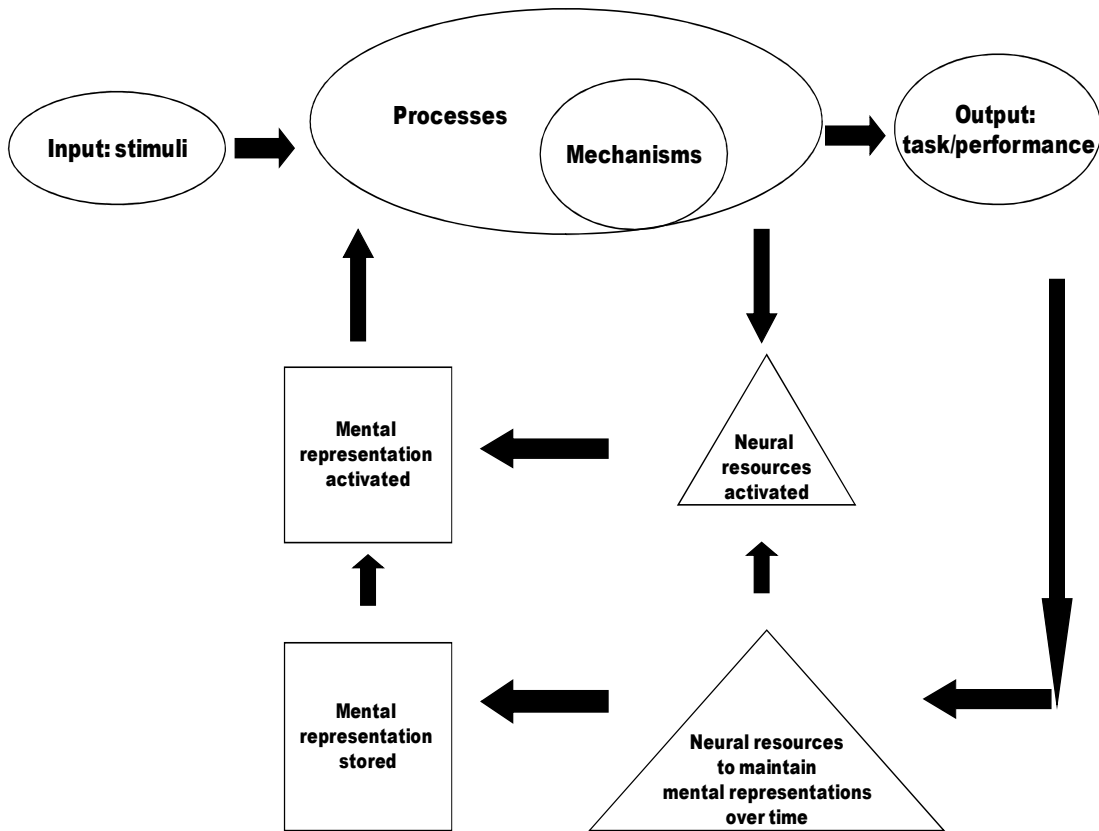 Input: stimuli
Processes
Mechanisms
Output:
task/performance
Mental
representation
activated
Neural
resources
activated
Mental
representation
stored
Neural resources
to maintain
mental representations
over time